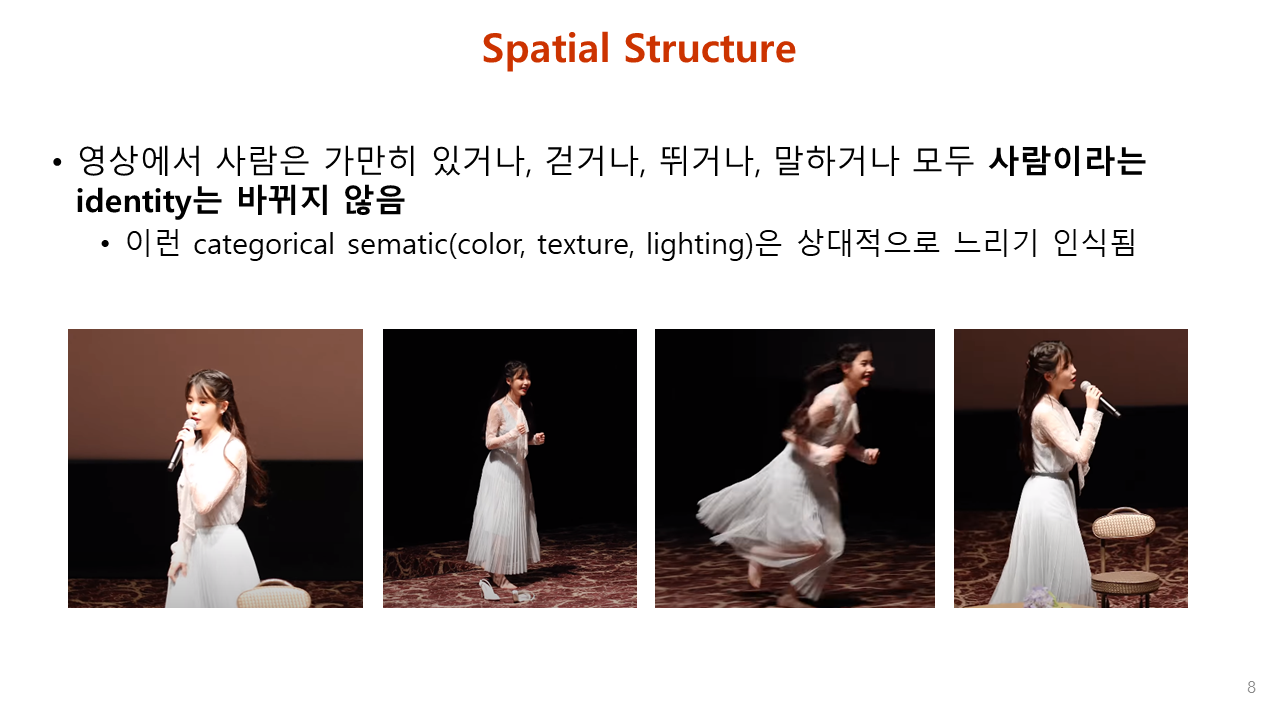 Spatial Structure
• 영상에서 사람은 가만히 있거나, 걷거나, 뛰거나, 말하거나 모두 사람이라는
identity는 바뀌지 않음
• 이런 categorical sematic(color, texture, lighting)은 상대적으로 느리기 인식됨
8